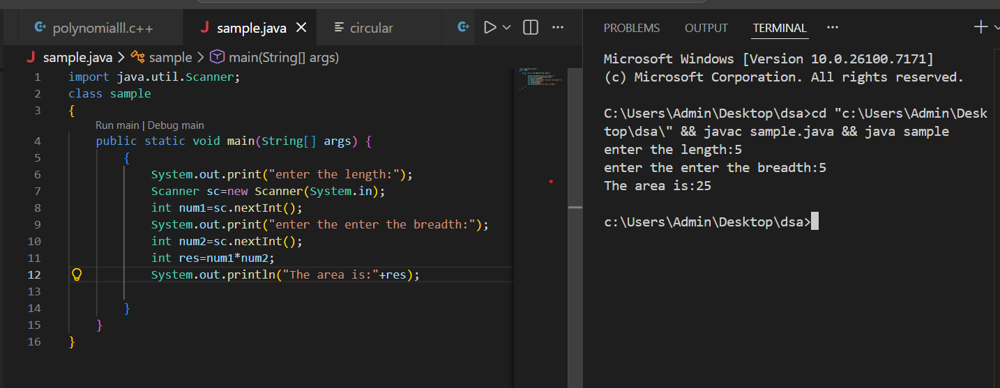 polynomialll.c++
sample.java
circular
sample.java > sample > main(String[] args)
1 import java.util.Scanner;
2 class sample
3 {
Run main | Debug main
4 public static void main(String[] args) {
5 {
6 System.out.print("enter the length:");
7 Scanner sc=new Scanner(System.in);
8 int num1=sc.nextInt();
9 System.out.print("enter the enter the breadth:");
10 int num2=sc.nextInt();
11 int res=num1*num2;
12 System.out.println("The area is:"+res);
13
14 }
15 }
16 }
PROBLEMS OUTPUT TERMINAL
Microsoft Windows [Version 10.0.26100.7171]
(c) Microsoft Corporation. All rights reserved.
C:\Users\Admin\Desktop\dsa>cd "c:\Users\Admin\Desk
top\dsa\" && javac sample.java && java sample
enter the length:5
enter the enter the breadth:5
The area is:25
c:\Users\Admin\Desktop\dsa>